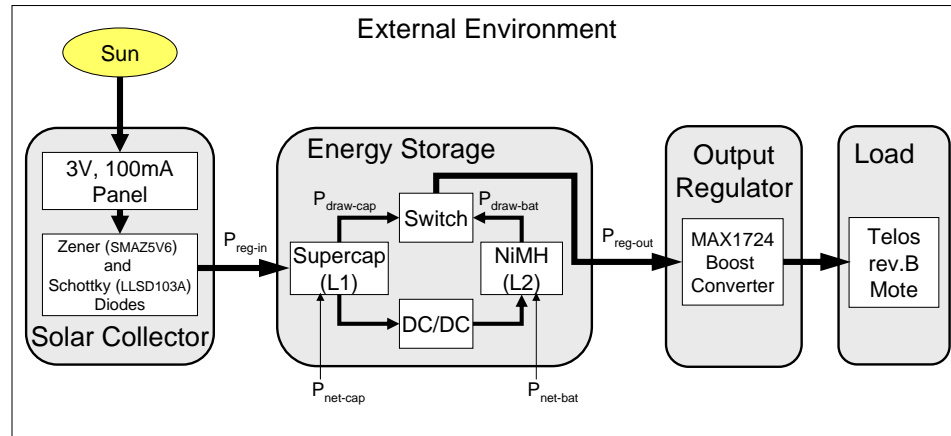 External Environment
Sun
Solar Collector
3V, 100mA
Panel
Zener (SMAZ5V6)
and
Schottky (LLSD103A)
Diodes
P_reg-in
Energy Storage
P_draw-cap
P_draw-bat
Switch
Supercap
(L1)
NiMH
(L2)
DC/DC
P_net-cap
P_net-bat
P_reg-out
Output
Regulator
MAX1724
Boost
Converter
Load
Telos
rev.B
Mote